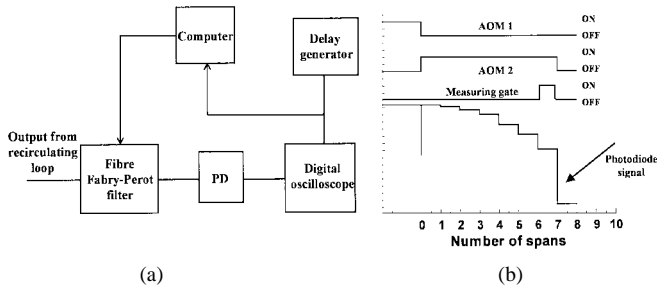 Computer
Delay
generator
Output from
recirculating
loop
Fibre
Fabry-Perot
filter
PD
Digital
oscilloscope
(a)
AOM 1
ON
OFF
AOM 2
ON
OFF
Measuring gate
ON
OFF
Photodiode
signal
0 1 2 3 4 5 6 7 8 9 10
Number of spans
(b)